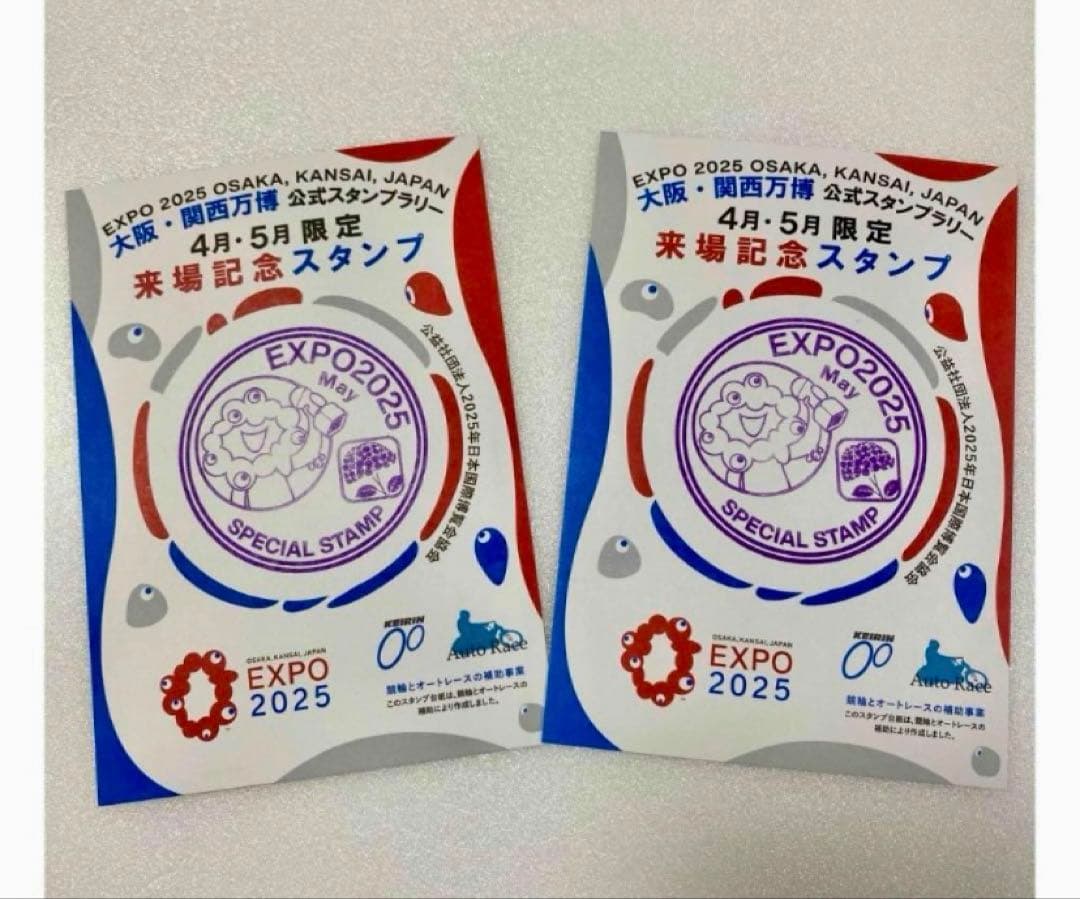 EXPO 2025 OSAKA, KANSAI, JAPAN
大阪・関西万博 公式スタンプラリー
4月・5月 限定
来場記念スタンプ
EXPO2025
May
SPECIAL STAMP
公益社団法人2025年日本国際博覧会協会
OSAKA, KANSAI, JAPAN
EXPO
2025
™
KEIRIN
Auto Race
競輪とオートレースの補助事業
このスタンプ台紙は、競輪とオートレースの
補助により作成しました。
EXPO 2025 OSAKA, KANSAI, JAPAN
大阪・関西万博 公式スタンプラリー
4月・5月 限定
来場記念スタンプ
EXPO2025
May
SPECIAL STAMP
公益社団法人2025年日本国際博覧会協会
OSAKA, KANSAI, JAPAN
EXPO
2025
™
KEIRIN
Auto Race
競輪とオートレースの補助事業
このスタンプ台紙は、競輪とオートレースの
補助により作成しました。